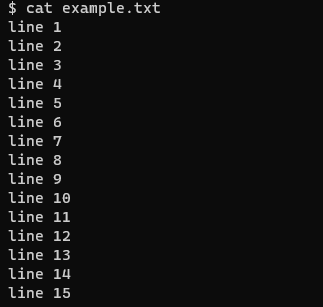 $ cat example.txt
line 1
line 2
line 3
line 4
line 5
line 6
line 7
line 8
line 9
line 10
line 11
line 12
line 13
line 14
line 15